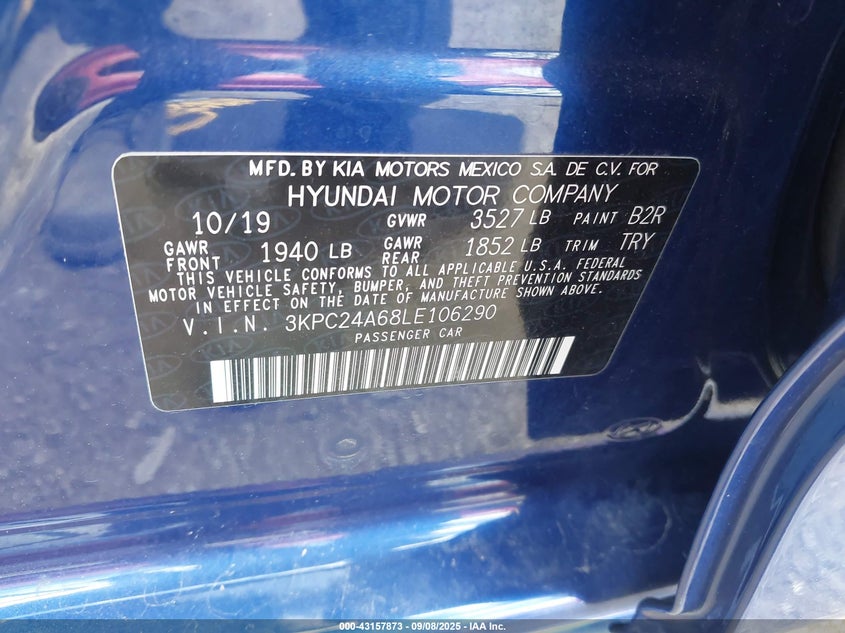 MFD. BY KIA MOTORS MEXICO S.A. DE C.V. FOR
HYUNDAI MOTOR COMPANY
10/19 GVWR 3527 LB PAINT B2R
GAWR FRONT 1940 LB GAWR REAR 1852 LB TRIM TRY
THIS VEHICLE CONFORMS TO ALL APPLICABLE U.S.A. FEDERAL
MOTOR VEHICLE SAFETY, BUMPER, AND THEFT PREVENTION STANDARDS
IN EFFECT ON THE DATE OF MANUFACTURE SHOWN ABOVE.
V.I.N. 3KPC24A68LE106290
PASSENGER CAR
000-43157873 - 09/08/2025 - IAA Inc.